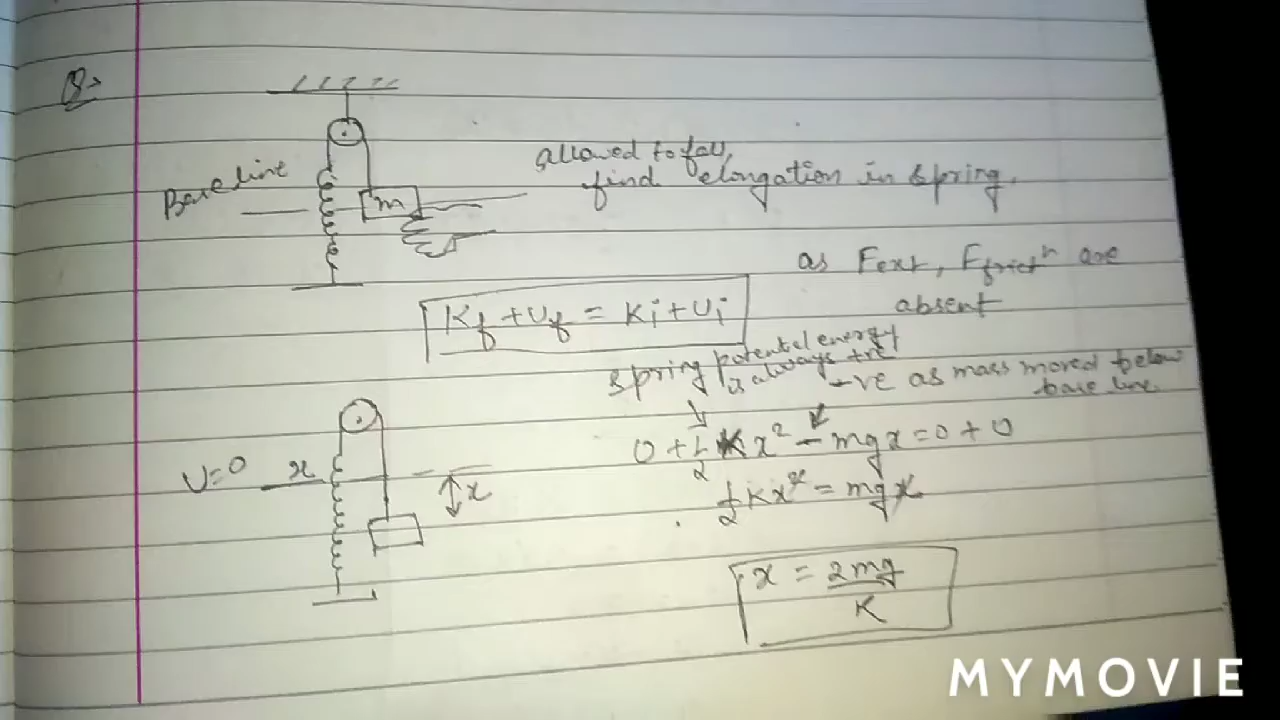 Q→
allowed to fall,
find elongation in spring.
Base line
m
as Fext, Ffrictn are
absent
Kf + Uf = Ki + Ui
spring potential energy
is always +ve
-ve as mass moved below
base line
0 + 1/2 Kx² - mgx = 0 + 0
U=0 x
x
1/2 Kx² = mgx
x = 2mg/K
MYMOVIE